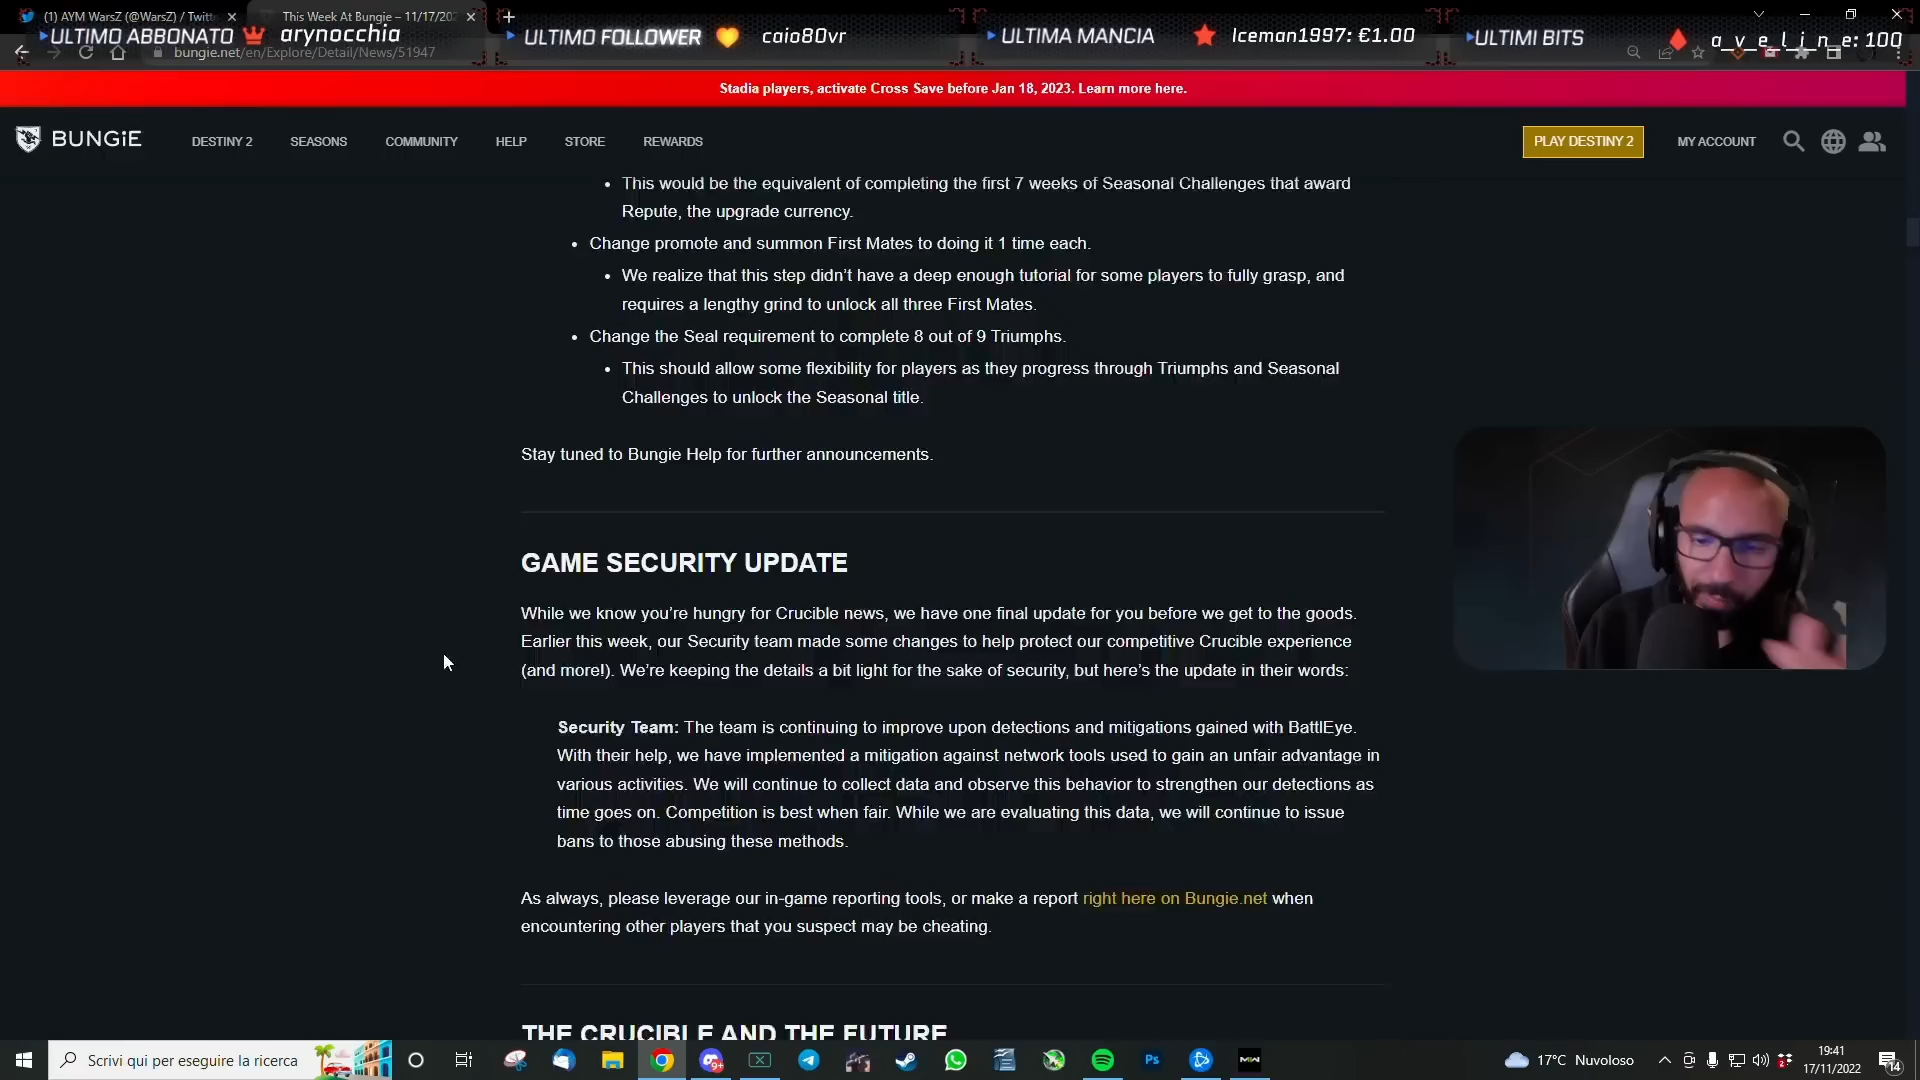 (1) AYM WarsZ (@WarsZ) / Twitt
This Week At Bungie – 11/17/202
ULTIMO ABBONATO arynocchia
ULTIMO FOLLOWER caio80vr
ULTIMA MANCIA Iceman1997: €1.00
ULTIMI BITS a_v_e_l_i_n_e: 100
bungie.net/en/Explore/Detail/News/51947
Stadia players, activate Cross Save before Jan 18, 2023. Learn more here.
BUNGiE
DESTINY 2 SEASONS COMMUNITY HELP STORE REWARDS
PLAY DESTINY 2 MY ACCOUNT
• This would be the equivalent of completing the first 7 weeks of Seasonal Challenges that award
Repute, the upgrade currency.
• Change promote and summon First Mates to doing it 1 time each.
• We realize that this step didn’t have a deep enough tutorial for some players to fully grasp, and
requires a lengthy grind to unlock all three First Mates.
• Change the Seal requirement to complete 8 out of 9 Triumphs.
• This should allow some flexibility for players as they progress through Triumphs and Seasonal
Challenges to unlock the Seasonal title.
Stay tuned to Bungie Help for further announcements.
GAME SECURITY UPDATE
While we know you’re hungry for Crucible news, we have one final update for you before we get to the goods.
Earlier this week, our Security team made some changes to help protect our competitive Crucible experience
(and more!). We’re keeping the details a bit light for the sake of security, but here’s the update in their words:
Security Team: The team is continuing to improve upon detections and mitigations gained with BattlEye.
With their help, we have implemented a mitigation against network tools used to gain an unfair advantage in
various activities. We will continue to collect data and observe this behavior to strengthen our detections as
time goes on. Competition is best when fair. While we are evaluating this data, we will continue to issue
bans to those abusing these methods.
As always, please leverage our in-game reporting tools, or make a report right here on Bungie.net when
encountering other players that you suspect may be cheating.
THE CRUCIBLE AND THE FUTURE
Scrivi qui per eseguire la ricerca
9+
Ps
17°C Nuvoloso
19:41
17/11/2022
14